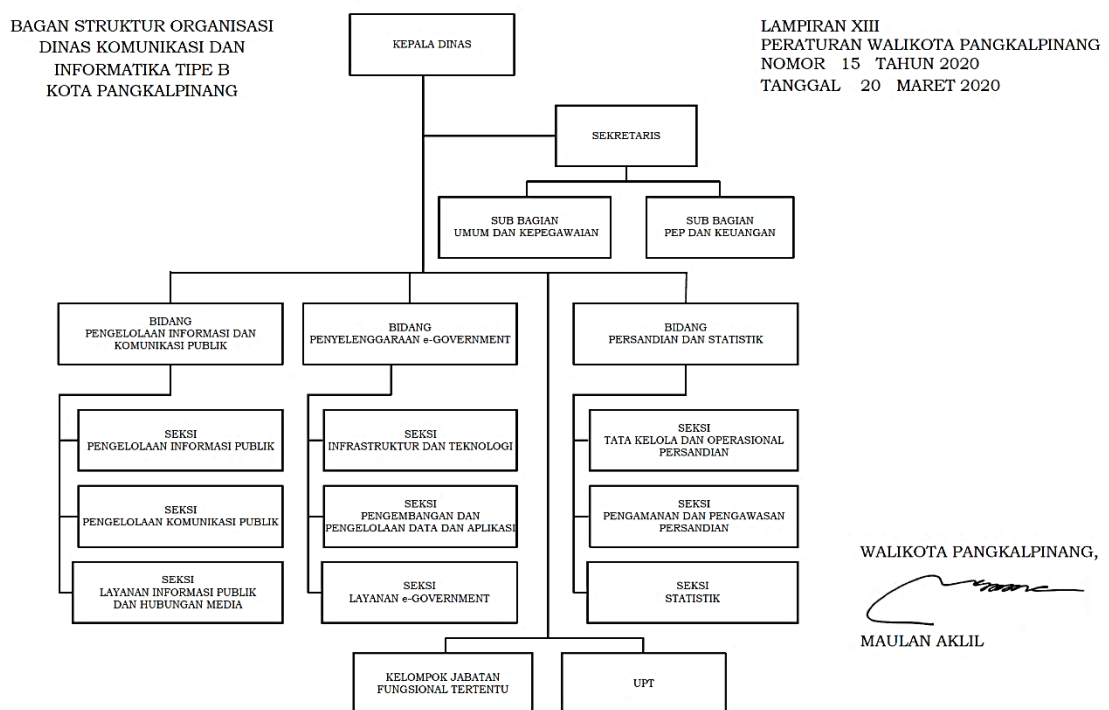 BAGAN STRUKTUR ORGANISASI
DINAS KOMUNIKASI DAN
INFORMATIKA TIPE B
KOTA PANGKALPINANG
KEPALA DINAS
LAMPIRAN XIII
PERATURAN WALIKOTA PANGKALPINANG
NOMOR 15 TAHUN 2020
TANGGAL 20 MARET 2020
SEKRETARIS
SUB BAGIAN
UMUM DAN KEPEGAWAIAN
SUB BAGIAN
PEP DAN KEUANGAN
BIDANG
PENGELOLAAN INFORMASI DAN
KOMUNIKASI PUBLIK
BIDANG
PENYELENGGARAAN e-GOVERNMENT
BIDANG
PERSANDIAN DAN STATISTIK
SEKSI
PENGELOLAAN INFORMASI PUBLIK
SEKSI
INFRASTRUKTUR DAN TEKNOLOGI
SEKSI
TATA KELOLA DAN OPERASIONAL
PERSANDIAN
SEKSI
PENGELOLAAN KOMUNIKASI PUBLIK
SEKSI
PENGEMBANGAN DAN
PENGELOLAAN DATA DAN APLIKASI
SEKSI
PENGAMANAN DAN PENGAWASAN
PERSANDIAN
SEKSI
LAYANAN INFORMASI PUBLIK
DAN HUBUNGAN MEDIA
SEKSI
LAYANAN e-GOVERNMENT
SEKSI
STATISTIK
WALIKOTA PANGKALPINANG,
MAULAN AKLIL
KELOMPOK JABATAN
FUNGSIONAL TERTENTU
UPT